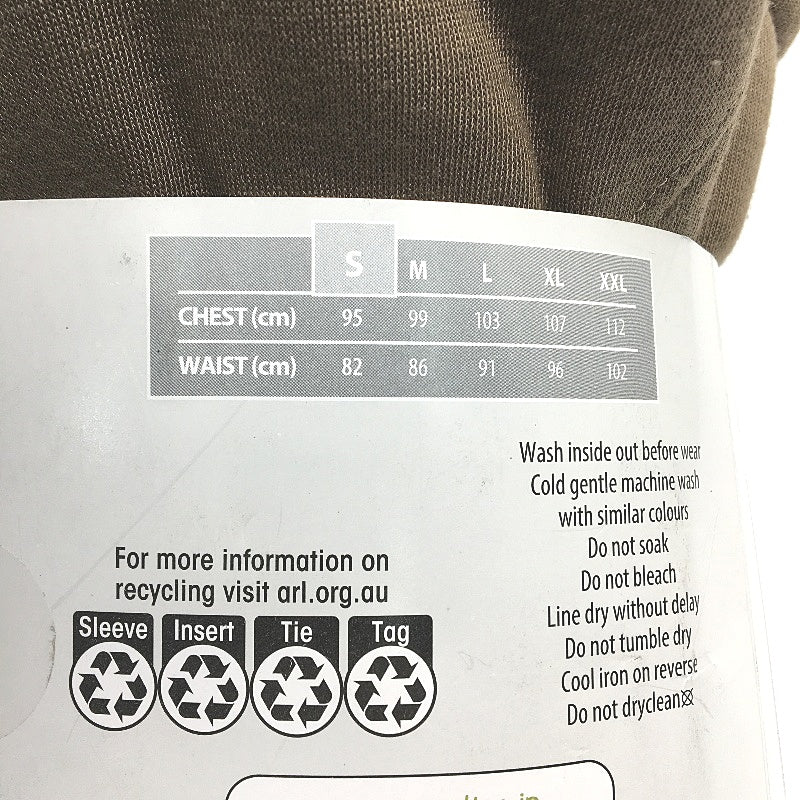 S M L XL XXL
CHEST (cm) 95 99 103 107 112
WAIST (cm) 82 86 91 96 102
Wash inside out before wear
Cold gentle machine wash
with similar colours
Do not soak
Do not bleach
Line dry without delay
Do not tumble dry
Cool iron on reverse
Do not dryclean
For more information on
recycling visit arl.org.au
Sleeve Insert Tie Tag